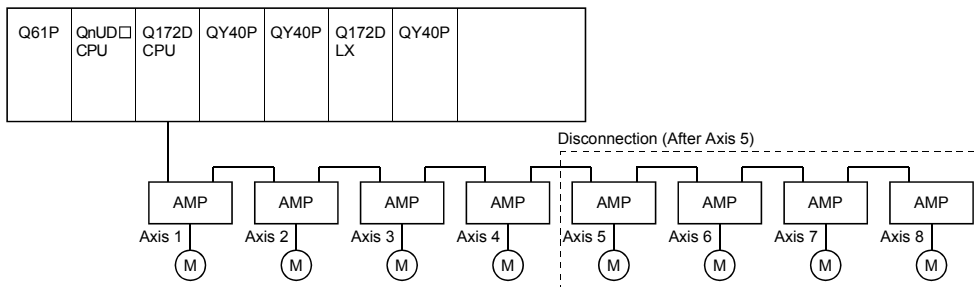 Q61P QnUD□ Q172D QY40P QY40P Q172D QY40P
CPU CPU LX
Disconnection (After Axis 5)
AMP AMP AMP AMP AMP AMP AMP AMP
Axis 1 Axis 2 Axis 3 Axis 4 Axis 5 Axis 6 Axis 7 Axis 8
M M M M M M M M